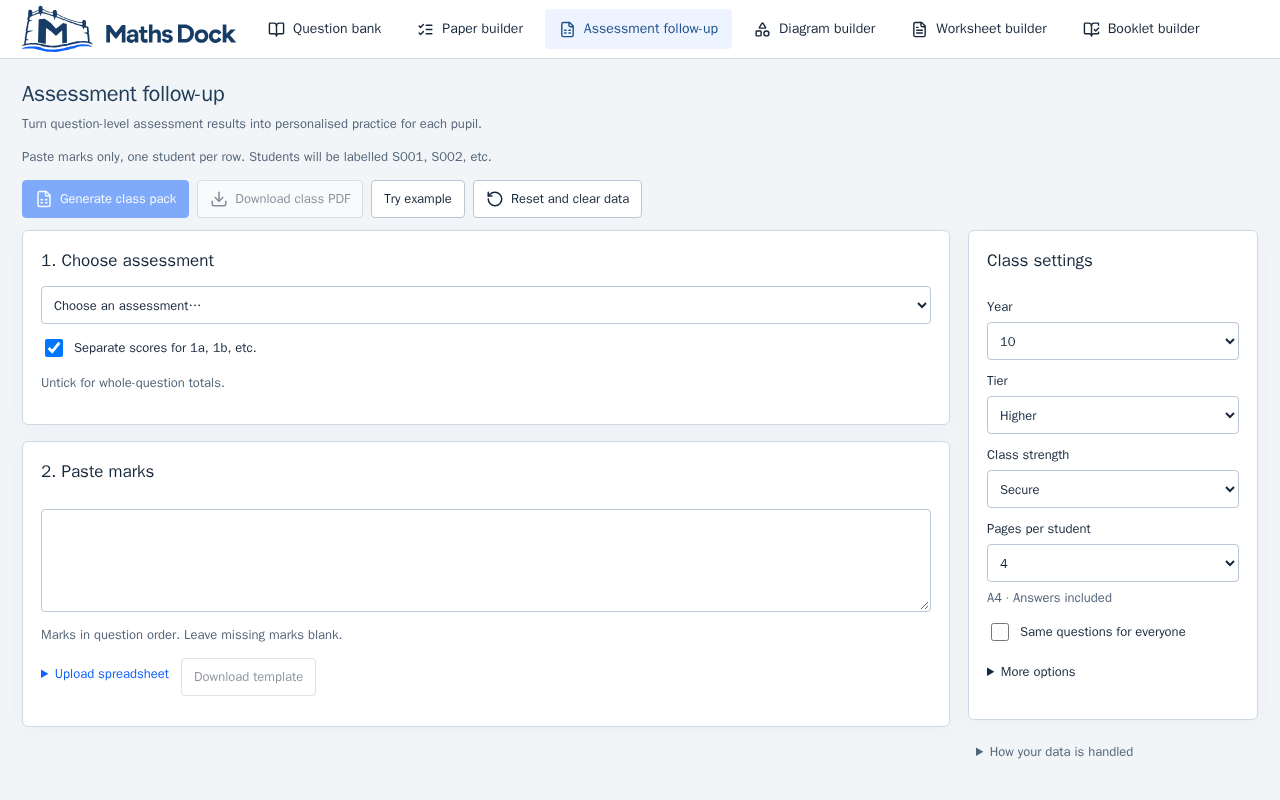 Maths Dock
Question bank
Paper builder
Assessment follow-up
Diagram builder
Worksheet builder
Booklet builder
Assessment follow-up
Turn question-level assessment results into personalised practice for each pupil.
Paste marks only, one student per row. Students will be labelled S001, S002, etc.
Generate class pack
Download class PDF
Try example
Reset and clear data
1. Choose assessment
Choose an assessment…
Separate scores for 1a, 1b, etc.
Untick for whole-question totals.
2. Paste marks
Marks in question order. Leave missing marks blank.
Upload spreadsheet
Download template
Class settings
Year
10
Tier
Higher
Class strength
Secure
Pages per student
4
A4 · Answers included
Same questions for everyone
More options
How your data is handled